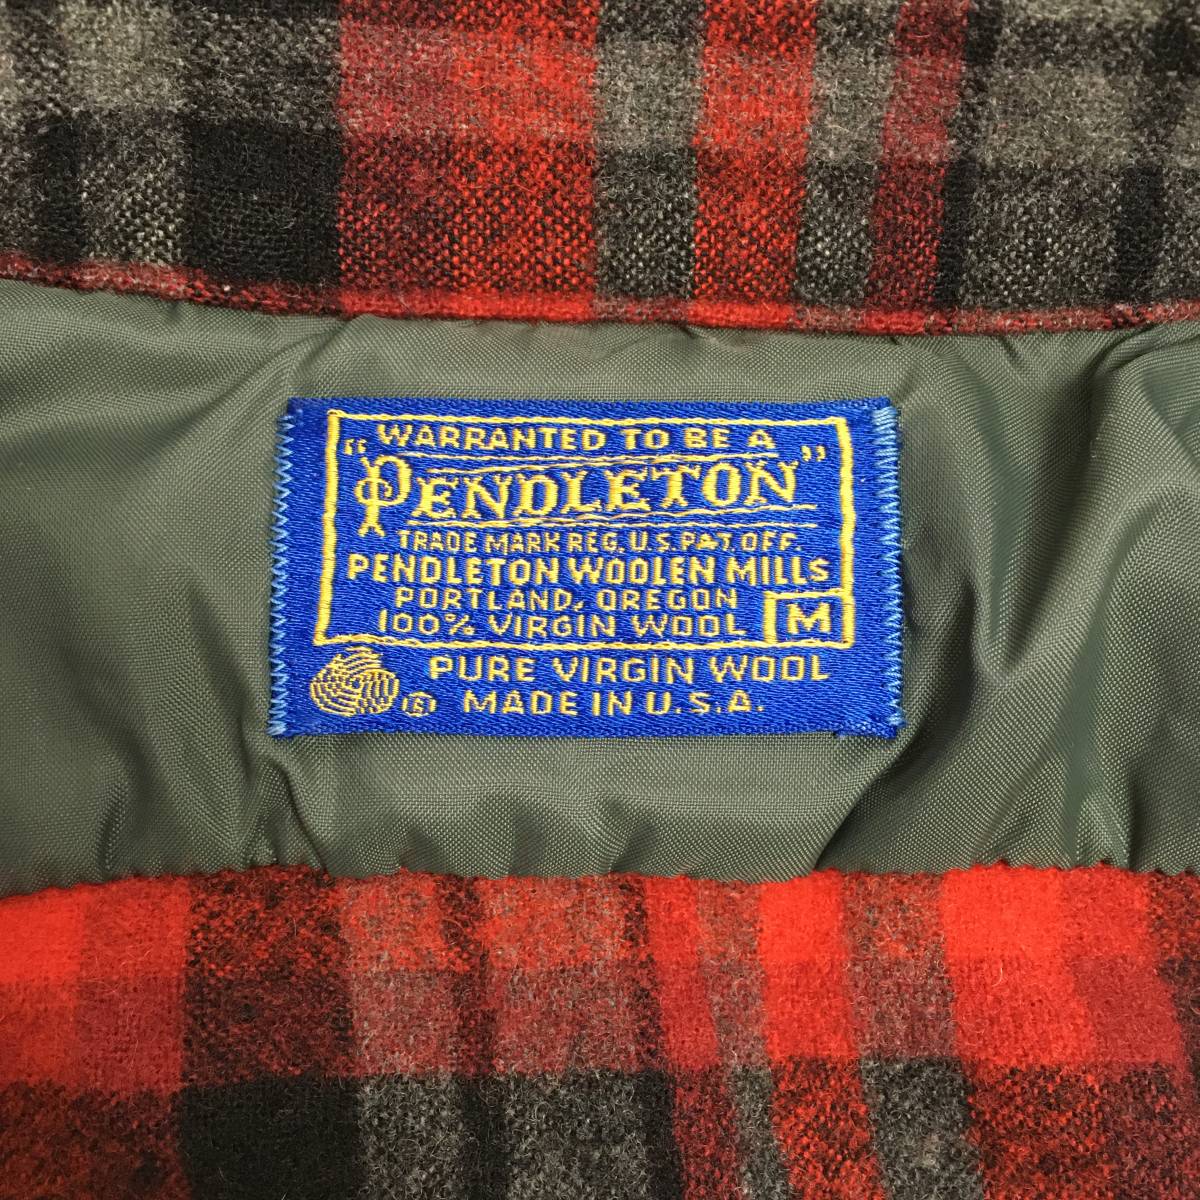 WARRANTED TO BE A
"PENDLETON"
TRADE MARK REG. U.S. PAT. OFF.
PENDLETON WOOLEN MILLS
PORTLAND, OREGON
100% VIRGIN WOOL M
PURE VIRGIN WOOL
® MADE IN U.S.A.